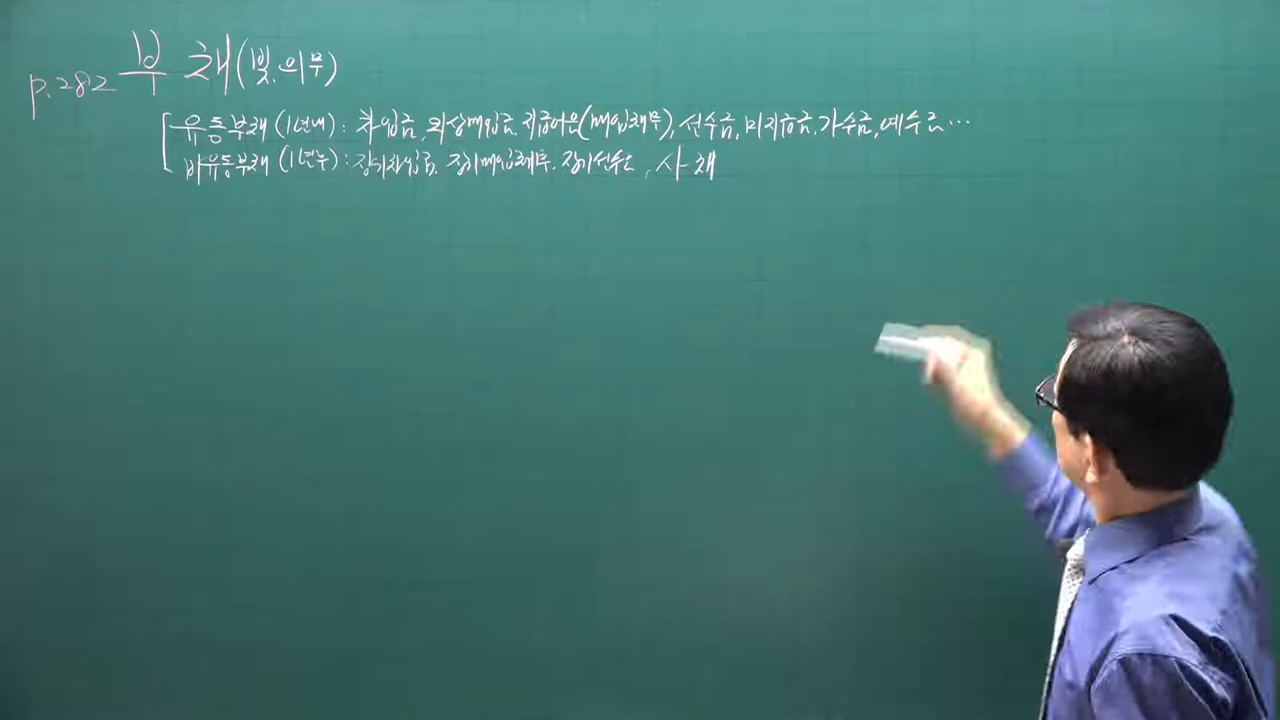 p.282 부 채(빚.의무)
유동부채 (1년내) : 차입금, 외상매입금, 지급어음(매입채무), 선수금, 미지급금, 가수금, 예수금…
비유동부채 (1년후) : 장기차입금, 장기매입채무, 장기선수금, 사채